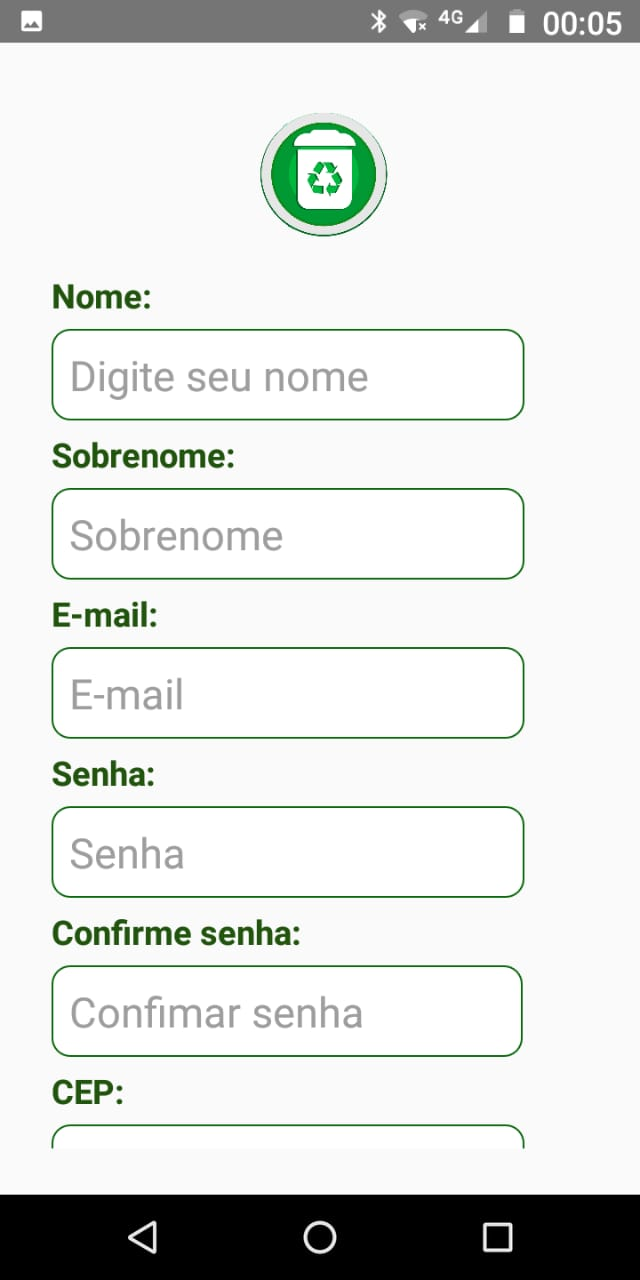 4G 00:05
Nome:
Digite seu nome
Sobrenome:
Sobrenome
E-mail:
E-mail
Senha:
Senha
Confirme senha:
Confimar senha
CEP: